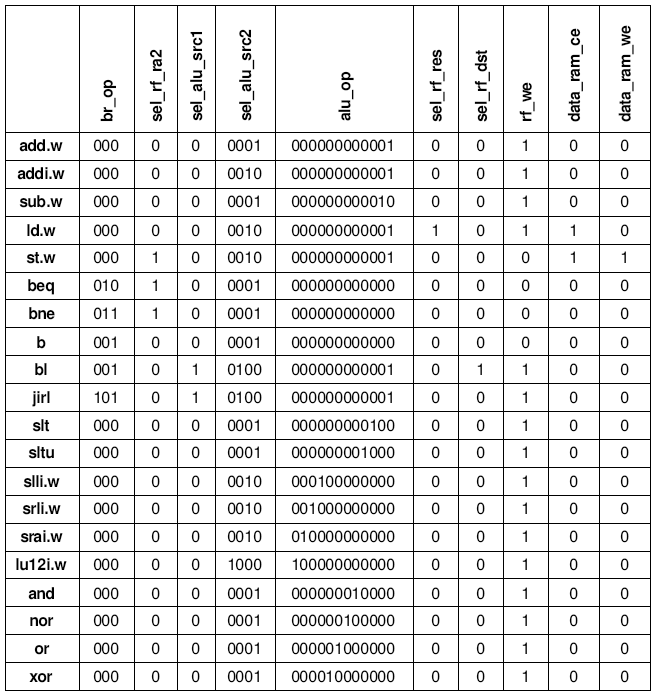 br_op sel_rf_ra2 sel_alu_src1 sel_alu_src2 alu_op sel_rf_res sel_rf_dst rf_we data_ram_ce data_ram_we
add.w 000 0 0 0001 000000000001 0 0 1 0 0
addi.w 000 0 0 0010 000000000001 0 0 1 0 0
sub.w 000 0 0 0001 000000000010 0 0 1 0 0
ld.w 000 0 0 0010 000000000001 1 0 1 1 0
st.w 000 1 0 0010 000000000001 0 0 0 1 1
beq 010 1 0 0001 000000000000 0 0 0 0 0
bne 011 1 0 0001 000000000000 0 0 0 0 0
b 001 0 0 0001 000000000000 0 0 0 0 0
bl 001 0 1 0100 000000000001 0 1 1 0 0
jirl 101 0 1 0100 000000000001 0 0 1 0 0
slt 000 0 0 0001 000000000100 0 0 1 0 0
sltu 000 0 0 0001 000000001000 0 0 1 0 0
slli.w 000 0 0 0010 000100000000 0 0 1 0 0
srli.w 000 0 0 0010 001000000000 0 0 1 0 0
srai.w 000 0 0 0010 010000000000 0 0 1 0 0
lu12i.w 000 0 0 1000 100000000000 0 0 1 0 0
and 000 0 0 0001 000000010000 0 0 1 0 0
nor 000 0 0 0001 000000100000 0 0 1 0 0
or 000 0 0 0001 000001000000 0 0 1 0 0
xor 000 0 0 0001 000010000000 0 0 1 0 0